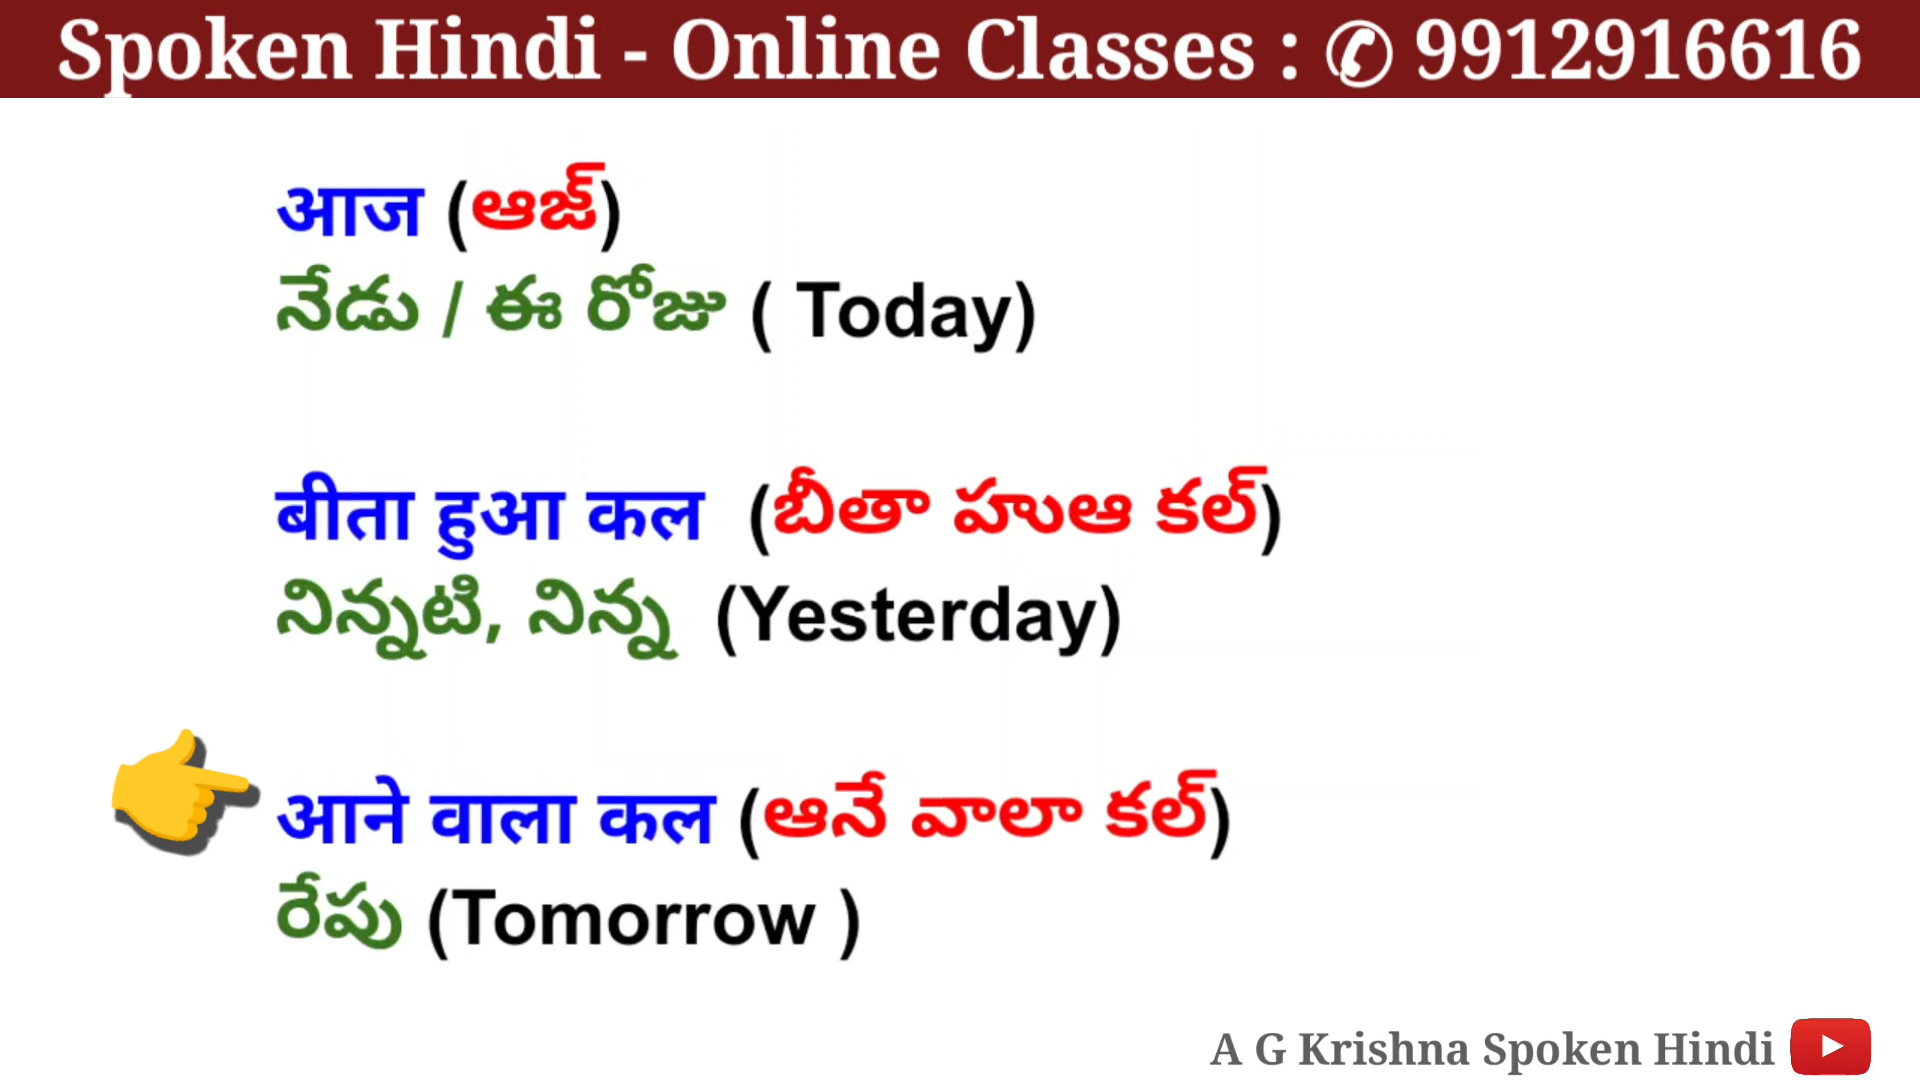 Spoken Hindi - Online Classes : ✆ 9912916616
आज (ఆజ్)
నేడు / ఈ రోజు ( Today)
बीता हुआ कल (బీతా హుఆ కల్)
నిన్నటి, నిన్న (Yesterday)
आने वाला कल (ఆనే వాలా కల్)
రేపు (Tomorrow )
A G Krishna Spoken Hindi